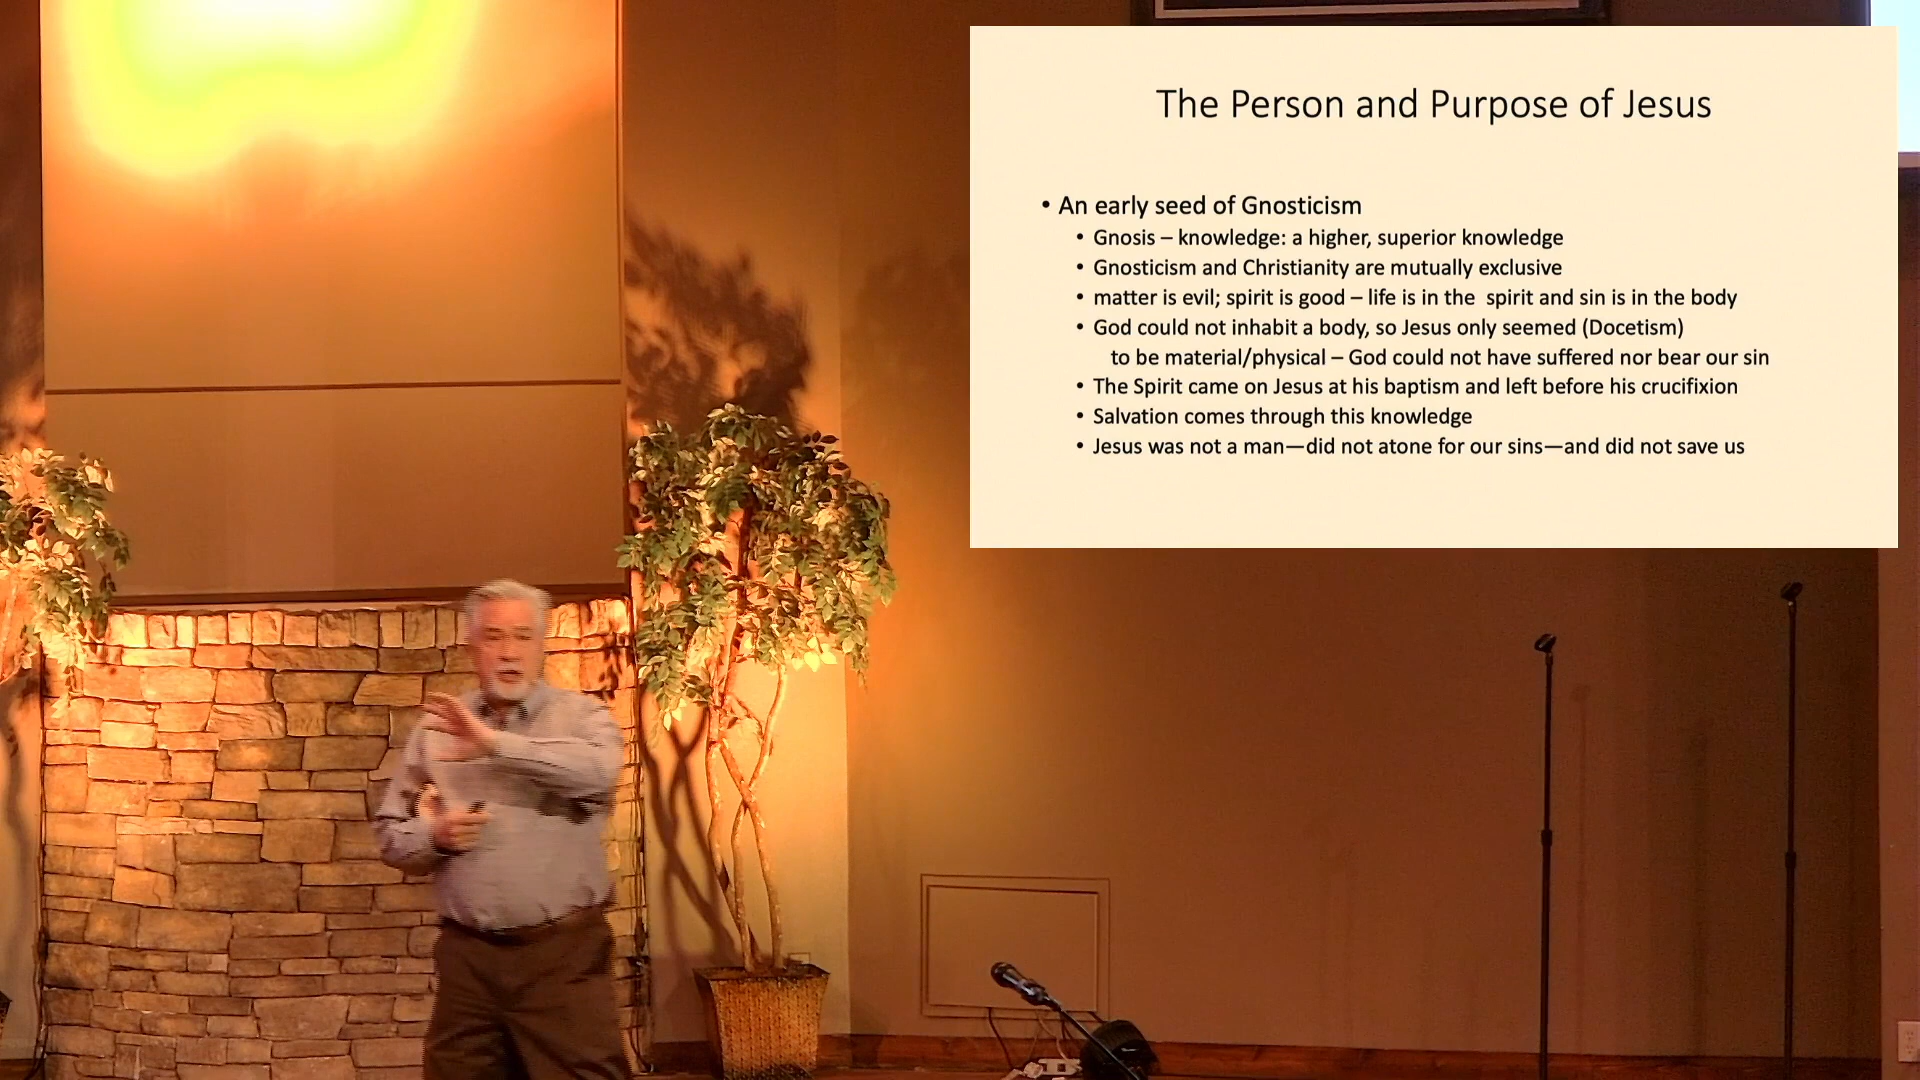 The Person and Purpose of Jesus
• An early seed of Gnosticism
• Gnosis – knowledge: a higher, superior knowledge
• Gnosticism and Christianity are mutually exclusive
• matter is evil; spirit is good – life is in the  spirit and sin is in the body
• God could not inhabit a body, so Jesus only seemed (Docetism)
to be material/physical – God could not have suffered nor bear our sin
• The Spirit came on Jesus at his baptism and left before his crucifixion
• Salvation comes through this knowledge
• Jesus was not a man—did not atone for our sins—and did not save us